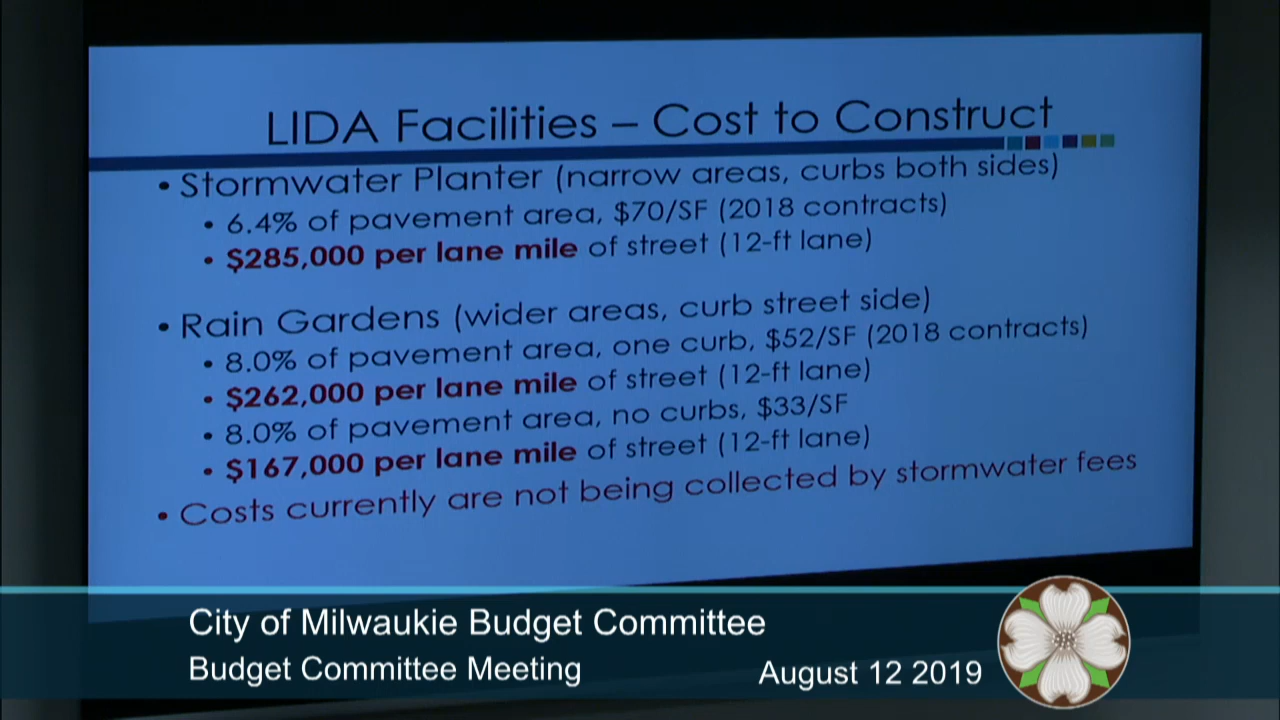 LIDA Facilities – Cost to Construct
• Stormwater Planter (narrow areas, curbs both sides)
• 6.4% of pavement area, $70/SF (2018 contracts)
• $285,000 per lane mile of street (12-ft lane)
• Rain Gardens (wider areas, curb street side)
• 8.0% of pavement area, one curb, $52/SF (2018 contracts)
• $262,000 per lane mile of street (12-ft lane)
• 8.0% of pavement area, no curbs, $33/SF
• $167,000 per lane mile of street (12-ft lane)
• Costs currently are not being collected by stormwater fees
City of Milwaukie Budget Committee
Budget Committee Meeting
August 12 2019